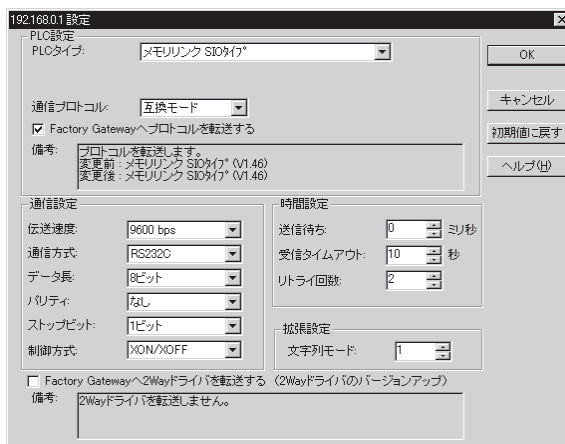 192.168.0.1 設定
PLC設定
PLCタイプ: メモリリンク SIOタイプ
通信プロトコル: 互換モード
Factory Gatewayへプロトコルを転送する
備考: プロトコルを転送します。
変更前：メモリリンク SIOタイプ (V1.46)
変更後：メモリリンク SIOタイプ (V1.46)
OK
キャンセル
初期値に戻す
ヘルプ(H)
通信設定
伝送速度: 9600 bps
通信方式: RS232C
データ長: 8ビット
パリティ: なし
ストップビット: 1ビット
制御方式: XON/XOFF
時間設定
送信待ち: 0 ミリ秒
受信タイムアウト: 10 秒
リトライ回数: 2
拡張設定
文字列モード: 1
Factory Gatewayへ2Wayドライバを転送する（2Wayドライバのバージョンアップ）
備考: 2Wayドライバを転送しません。